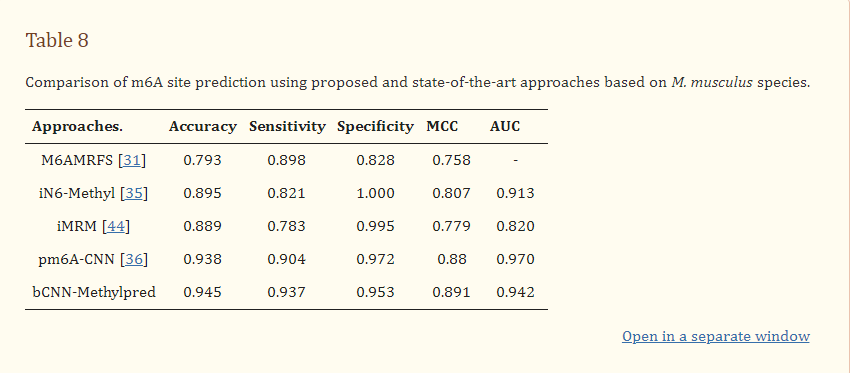 Table 8
Comparison of m6A site prediction using proposed and state-of-the-art approaches based on M. musculus species.
Approaches. Accuracy Sensitivity Specificity MCC AUC
M6AMRFS [31] 0.793 0.898 0.828 0.758 -
iN6-Methyl [35] 0.895 0.821 1.000 0.807 0.913
iMRM [44] 0.889 0.783 0.995 0.779 0.820
pm6A-CNN [36] 0.938 0.904 0.972 0.88 0.970
bCNN-Methylpred 0.945 0.937 0.953 0.891 0.942
Open in a separate window